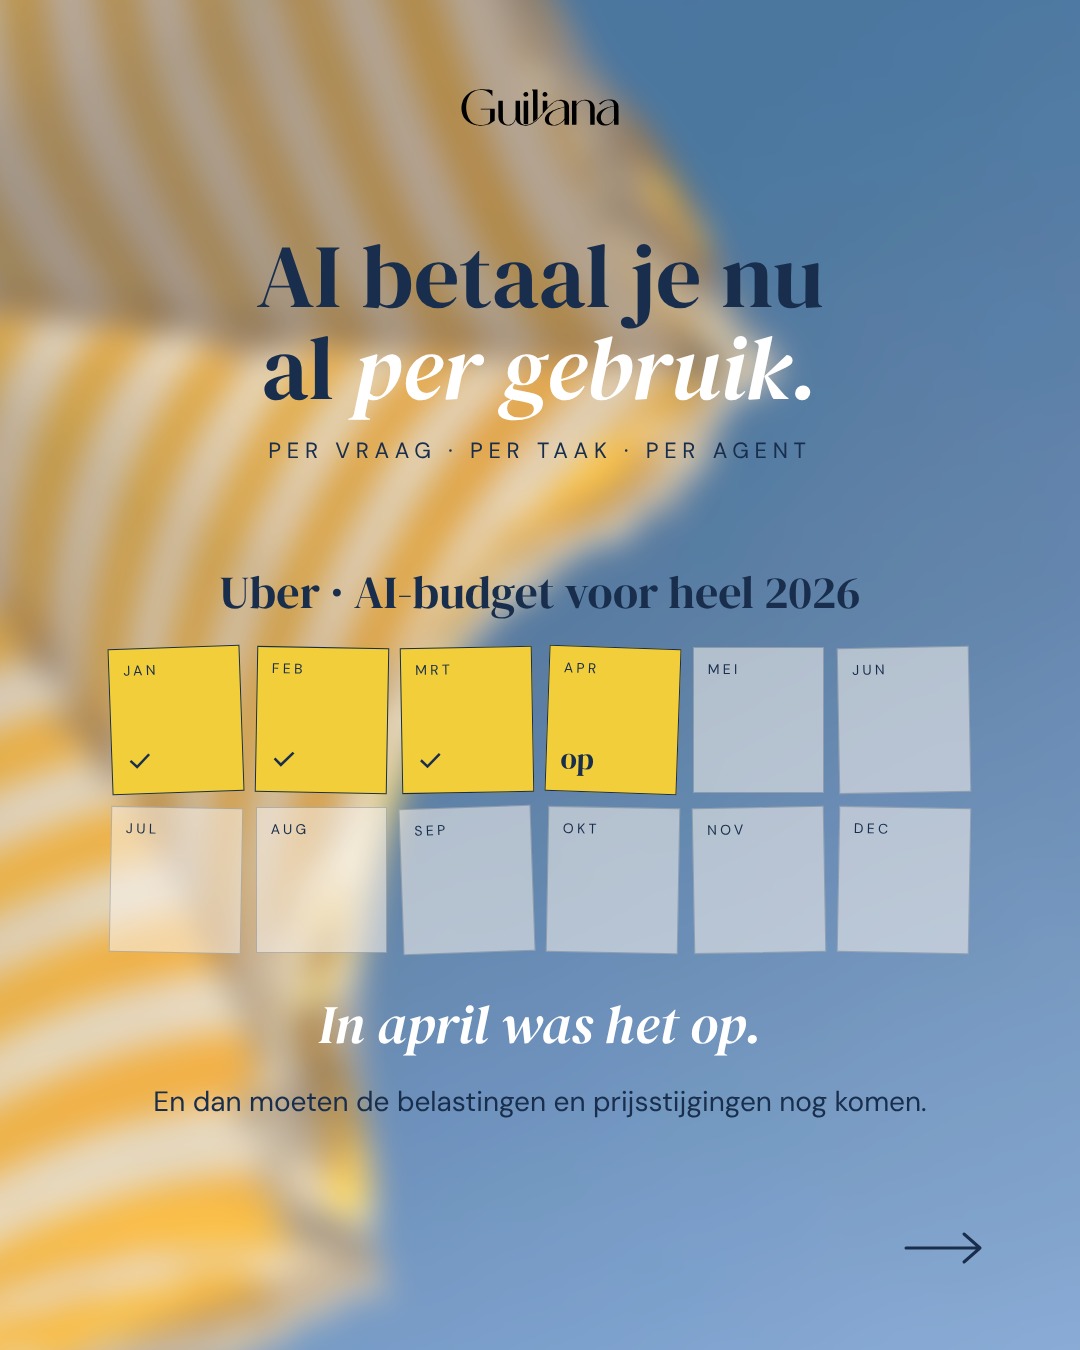 Guiliana
AI betaal je nu
al per gebruik.
PER VRAAG · PER TAAK · PER AGENT
Uber · AI-budget voor heel 2026
JAN
FEB
MRT
APR
MEI
JUN
op
JUL
AUG
SEP
OKT
NOV
DEC
In april was het op.
En dan moeten de belastingen en prijsstijgingen nog komen.